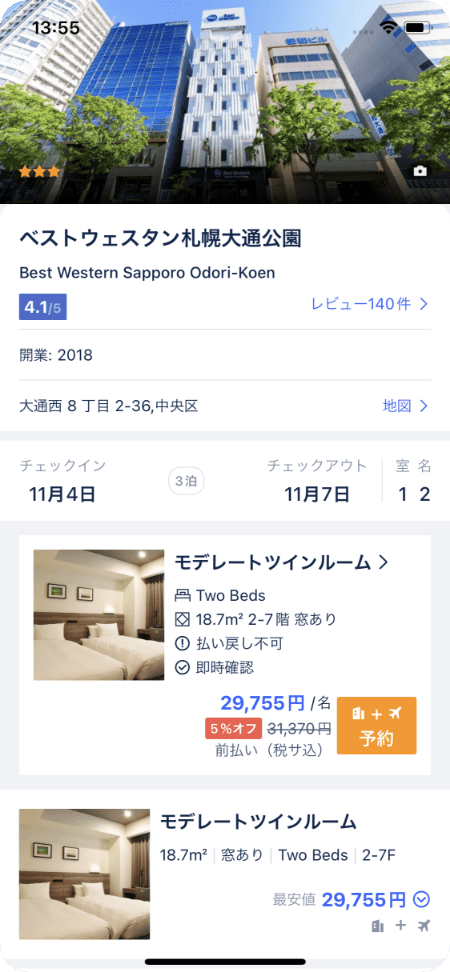 13:55
ベストウェスタン札幌大通公園
Best Western Sapporo Odori-Koen
4.1/5
レビュー140件
開業: 2018
大通西 8 丁目 2-36,中央区
地図
チェックイン
チェックアウト
室 名
11月4日
3泊
11月7日
1 2
モデレートツインルーム
Two Beds
18.7m² 2-7階 窓あり
払い戻し不可
即時確認
29,755円 /名
5%オフ 31,370円
前払い（税サ込）
+
予約
モデレートツインルーム
18.7m² | 窓あり | Two Beds | 2-7F
最安値 29,755円
+